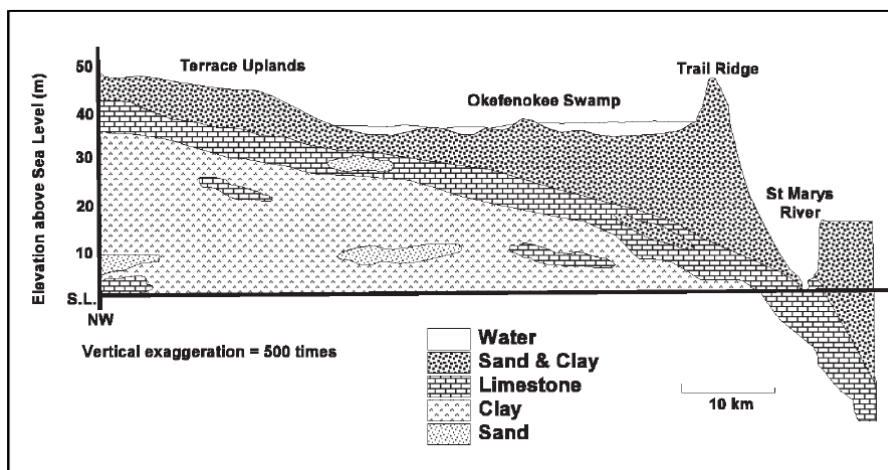 50
40
30
20
10
S.L.
Elevation above Sea Level (m)
NW
Terrace Uplands
Okefenokee Swamp
Trail Ridge
St Marys
River
Vertical exaggeration = 500 times
Water
Sand & Clay
Limestone
Clay
Sand
10 km